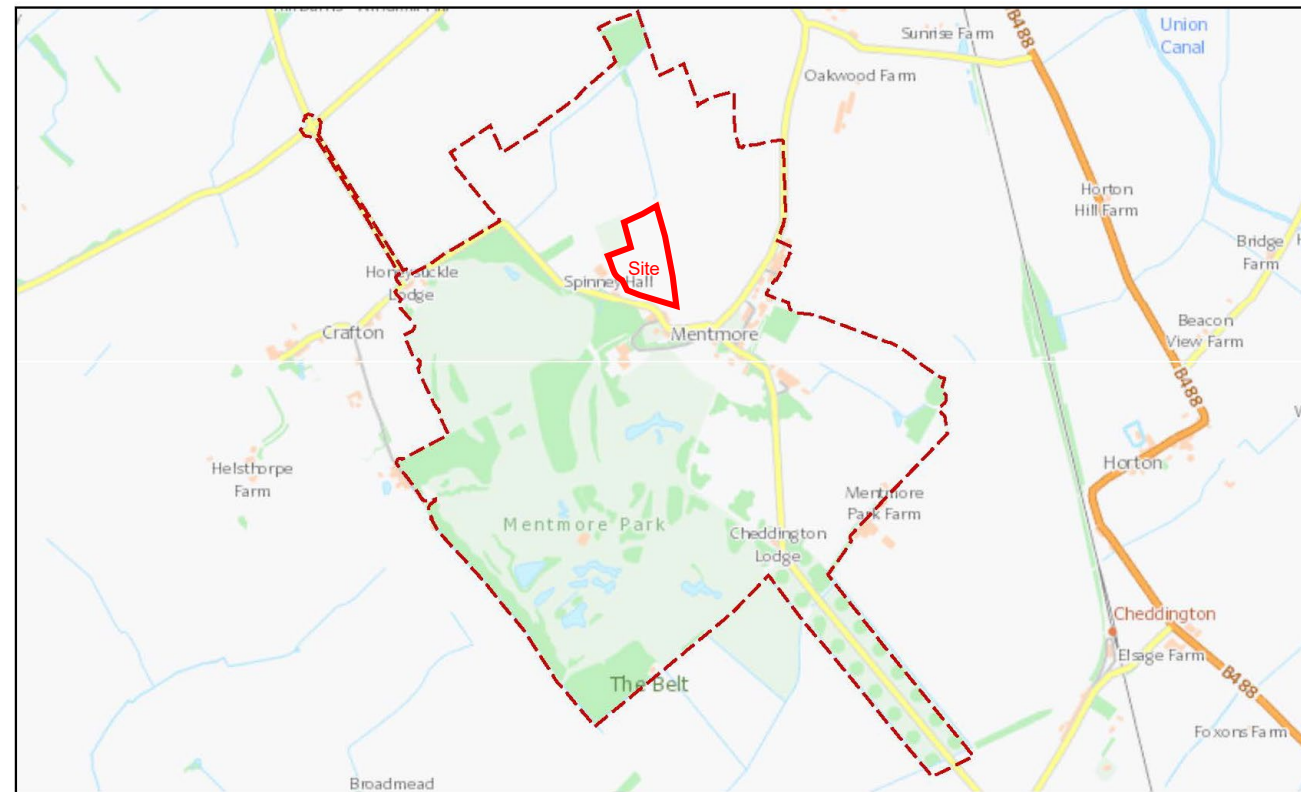 Union
Canal
Sunrise Farm
B488
Oakwood Farm
Horton
Hill Farm
Bridge
Farm
Site
Spinney Hall
Honeysuckle
Lodge
Crafton
Mentmore
Beacon
View Farm
B488
Helsthorpe
Farm
Horton
Mentmore
Park Farm
Mentmore Park
Cheddington
Lodge
Cheddington
Elsage Farm
B488
The Belt
Foxons Farm
Broadmead